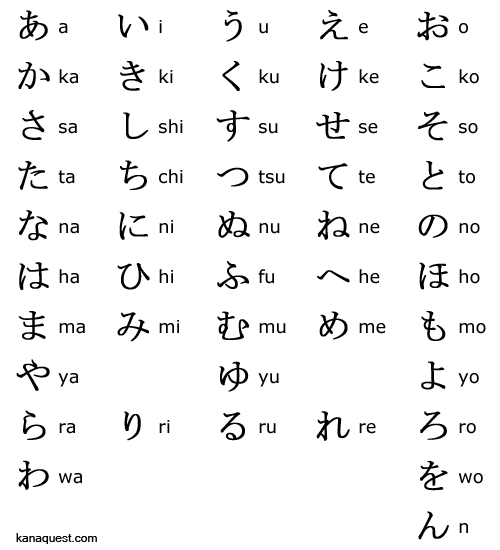 あ a い i う u え e お o
か ka き ki く ku け ke こ ko
さ sa し shi す su せ se そ so
た ta ち chi つ tsu て te と to
な na に ni ぬ nu ね ne の no
は ha ひ hi ふ fu へ he ほ ho
ま ma み mi む mu め me も mo
や ya ゆ yu よ yo
ら ra り ri る ru れ re ろ ro
わ wa を wo
ん n
kanaquest.com